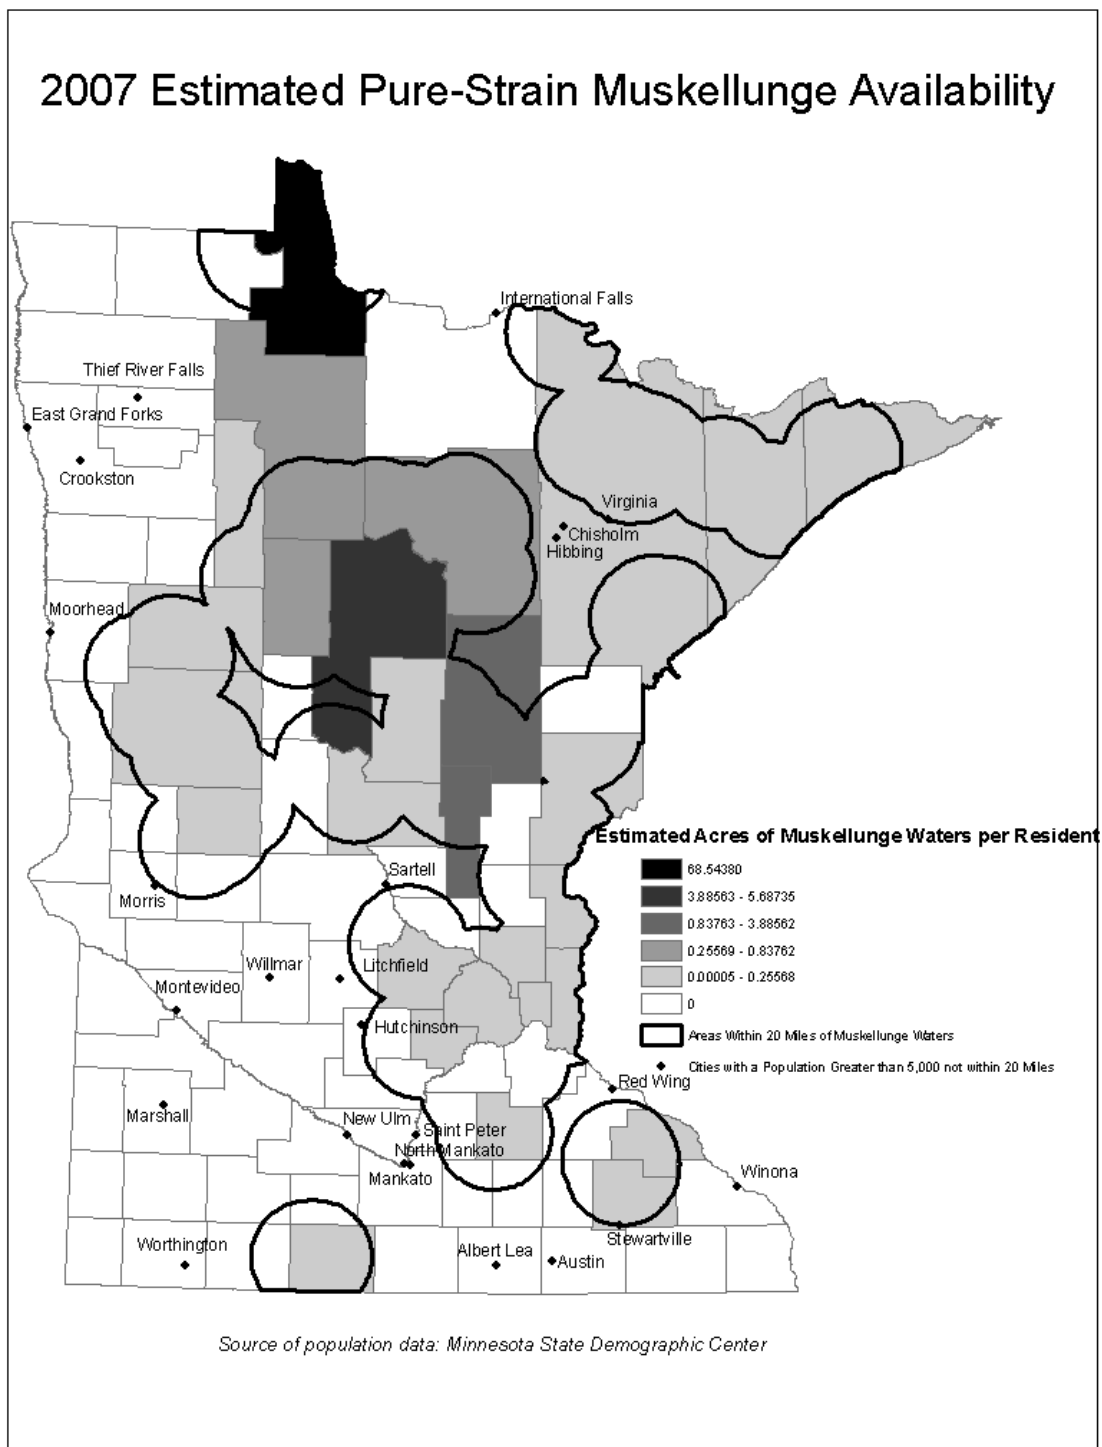 2007 Estimated Pure-Strain Muskellunge Availability
International Falls
Thief River Falls
East Grand Forks
Crookston
Virginia
Chisholm
Hibbing
Moorhead
Estimated Acres of Muskellunge Waters per Resident
68.54380
3.88563 - 5.68735
0.83763 - 3.88562
0.25569 - 0.83762
0.00005 - 0.25568
0
Areas Within 20 Miles of Muskellunge Waters
Cities with a Population Greater than 5,000 not within 20 Miles
Sartell
Morris
Willmar
Litchfield
Montevideo
Hutchinson
Red Wing
Marshall
New Ulm
Saint Peter
North Mankato
Mankato
Winona
Stewartville
Worthington
Albert Lea
Austin
Source of population data: Minnesota State Demographic Center